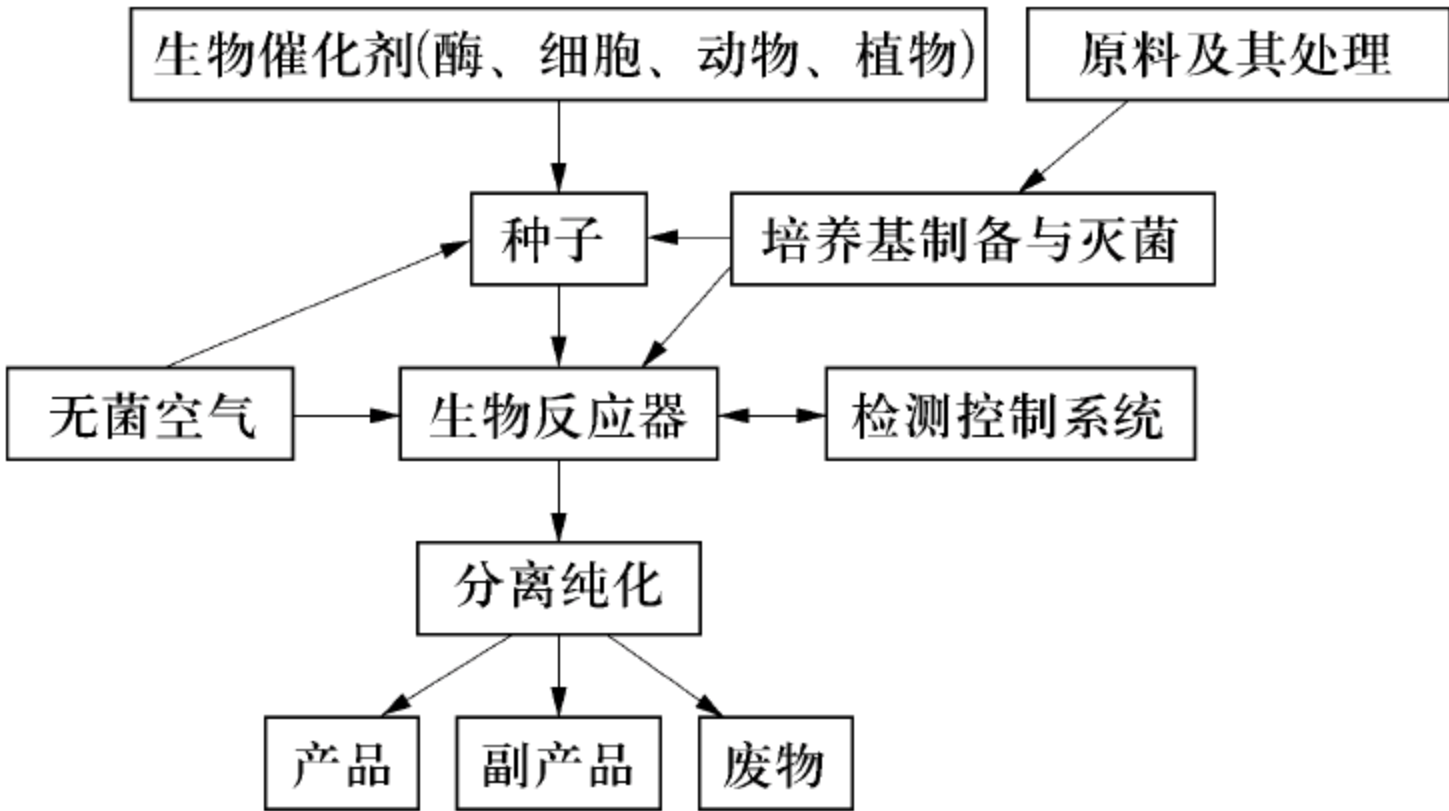 生物催化剂(酶、细胞、动物、植物)
原料及其处理
种子
培养基制备与灭菌
无菌空气
生物反应器
检测控制系统
分离纯化
产品
副产品
废物